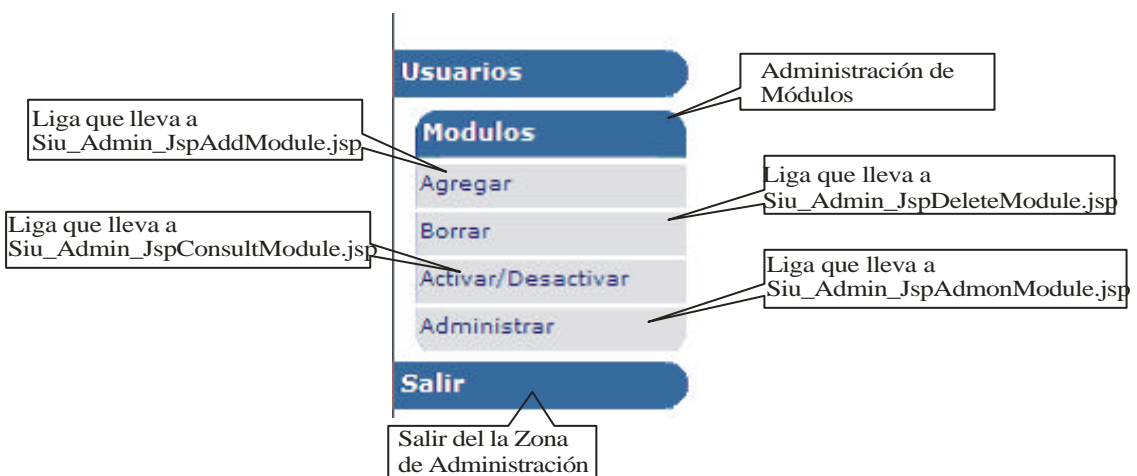 Usuarios
Administración de
Módulos
Liga que lleva a
Siu_Admin_JspAddModule.jsp
Modulos
Agregar
Liga que lleva a
Siu_Admin_JspDeleteModule.jsp
Liga que lleva a
Siu_Admin_JspConsultModule.jsp
Borrar
Activar/Desactivar
Liga que lleva a
Siu_Admin_JspAdmonModule.jsp
Administrar
Salir
Salir del la Zona
de Administración